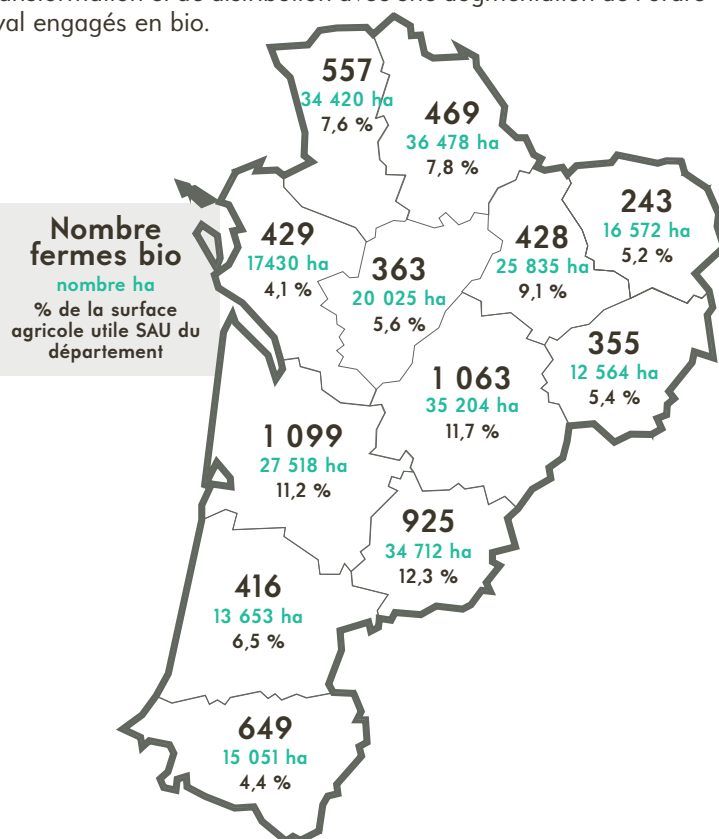 yval engagés en bio.
557
34 420 ha
7,6 %
469
36 478 ha
7,8 %
243
16 572 ha
5,2 %
Nombre
fermes bio
nombre ha
% de la surface
agricole utile SAU du
département
429
17430 ha
4,1 %
363
20 025 ha
5,6 %
428
25 835 ha
9,1 %
355
12 564 ha
5,4 %
1 063
35 204 ha
11,7 %
1 099
27 518 ha
11,2 %
925
34 712 ha
12,3 %
416
13 653 ha
6,5 %
649
15 051 ha
4,4 %